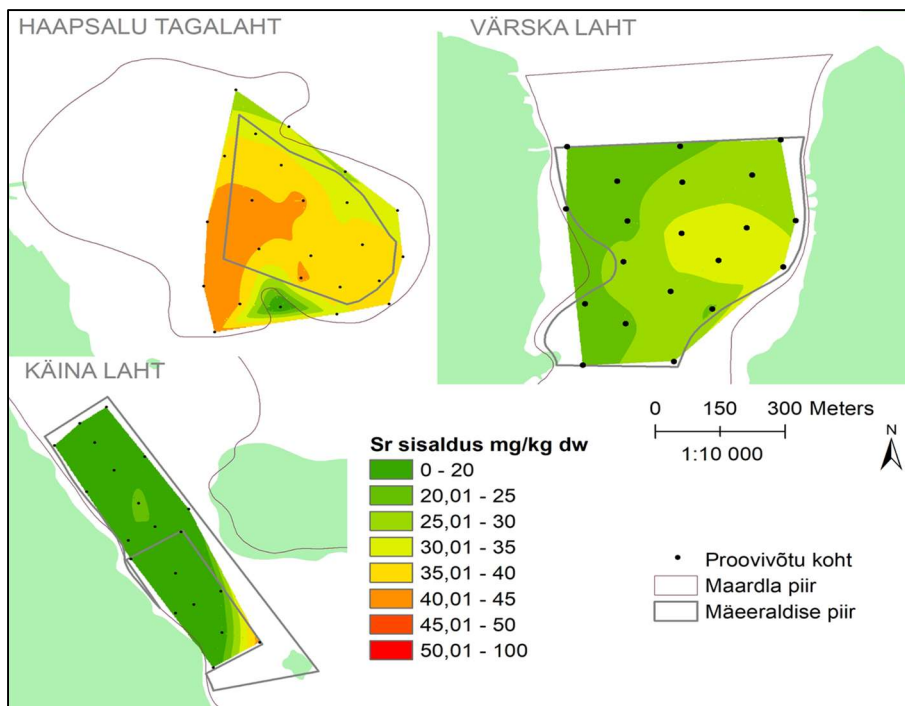 HAAPSALU TAGALAHT
VÄRSKA LAHT
KÄINA LAHT
Sr sisaldus mg/kg dw
0 - 20
20,01 - 25
25,01 - 30
30,01 - 35
35,01 - 40
40,01 - 45
45,01 - 50
50,01 - 100
0 150 300 Meters
1:10 000
N
Proovivõtu koht
Maardla piir
Mäeeraldise piir